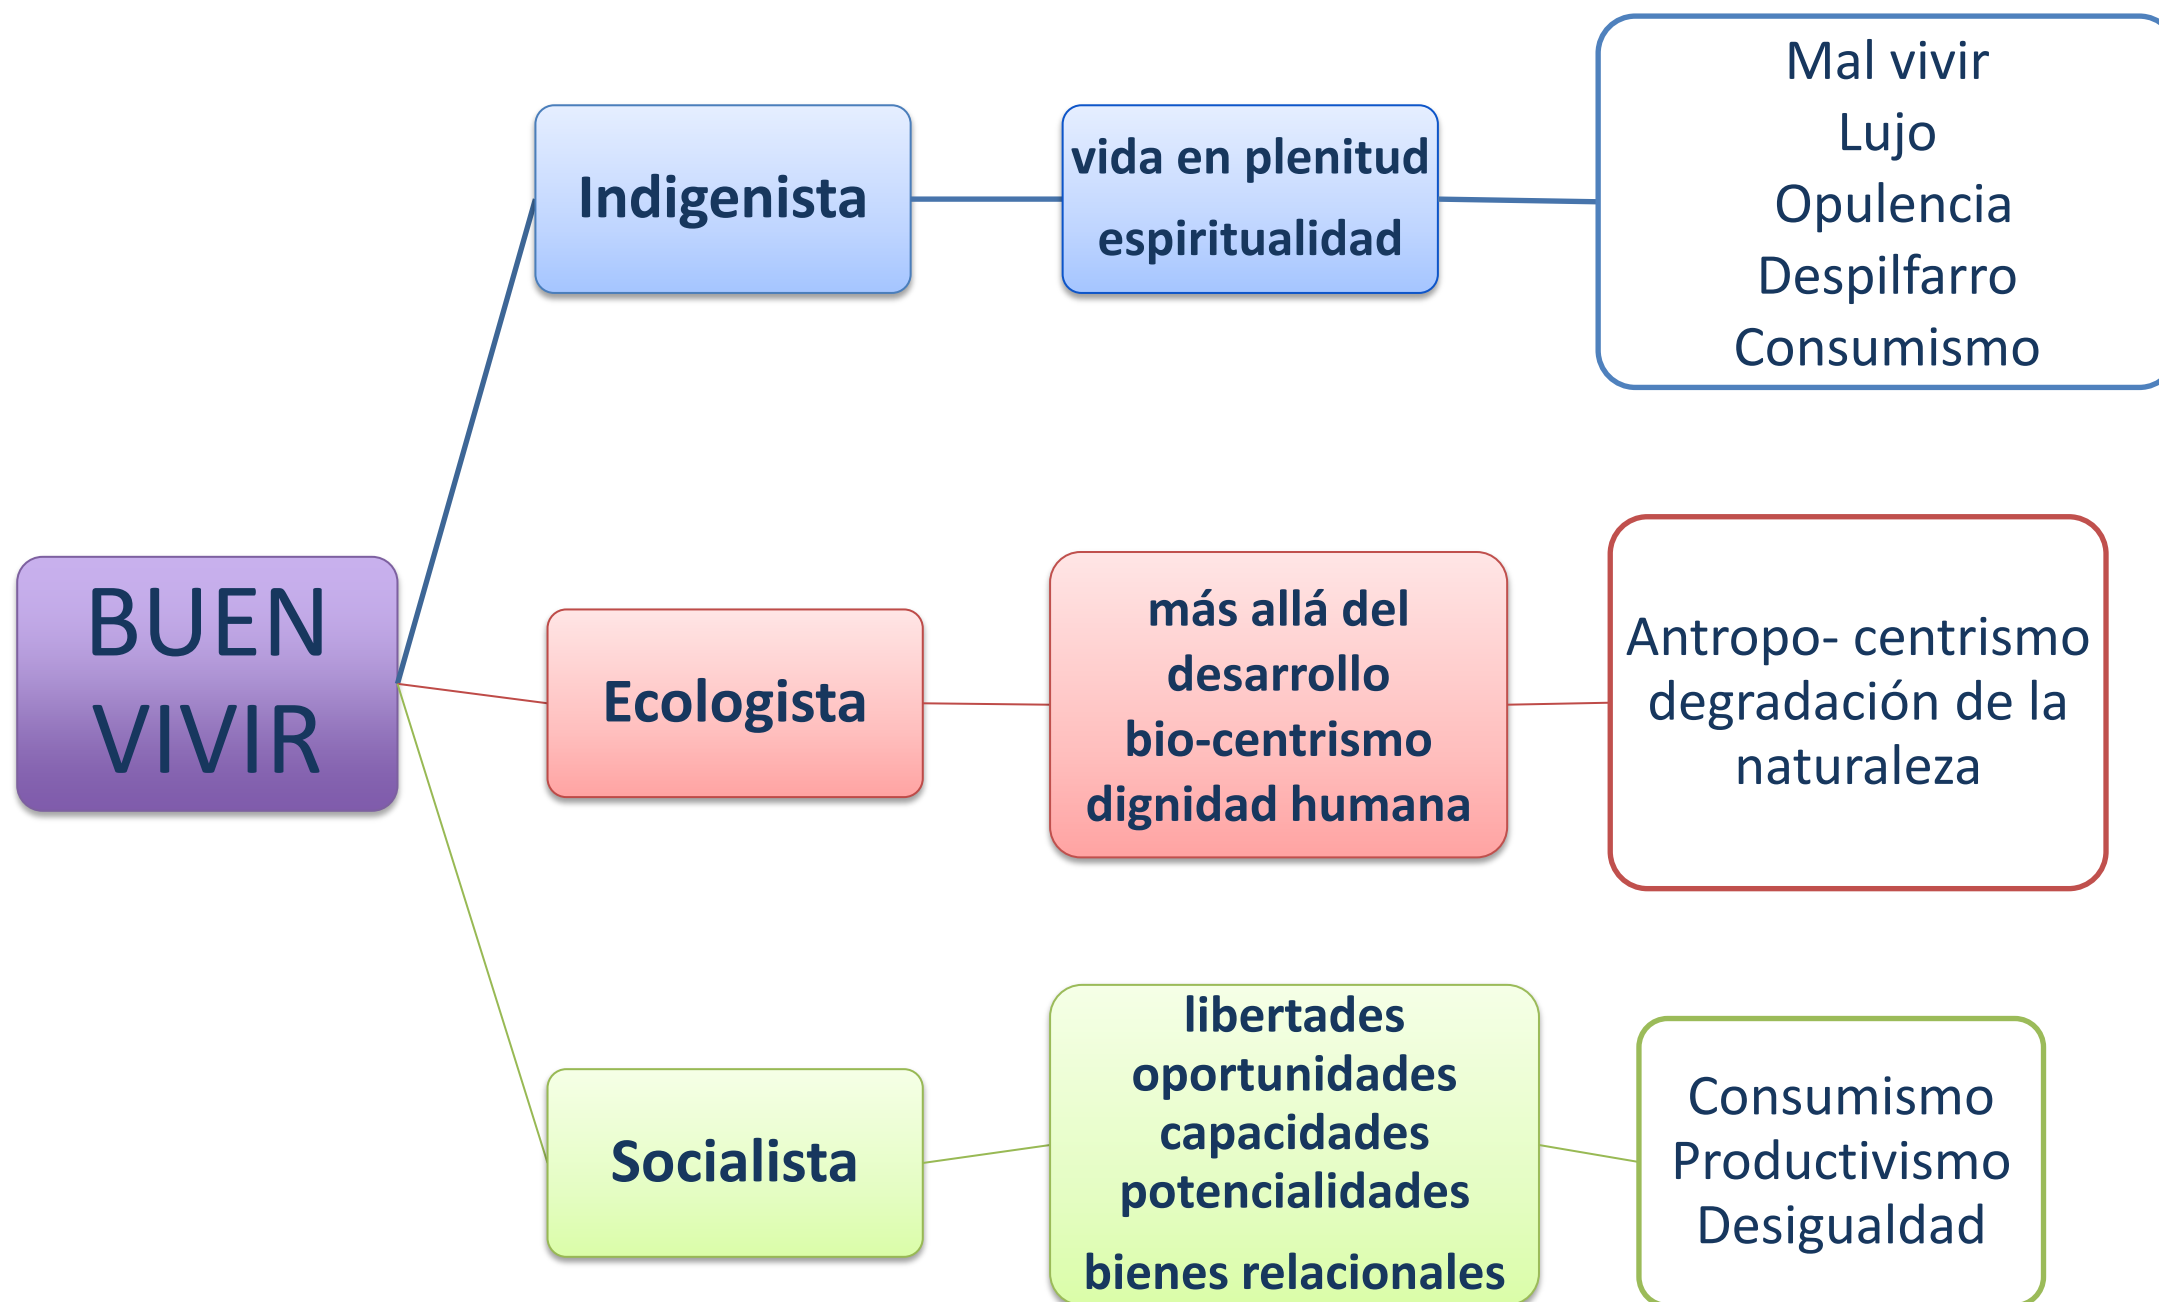 BUEN
VIVIR
Indigenista
vida en plenitud
espiritualidad
Mal vivir
Lujo
Opulencia
Despilfarro
Consumismo
Ecologista
más allá del
desarrollo
bio-centrismo
dignidad humana
Antropo- centrismo
degradación de la
naturaleza
Socialista
libertades
oportunidades
capacidades
potencialidades
bienes relacionales
Consumismo
Productivismo
Desigualdad